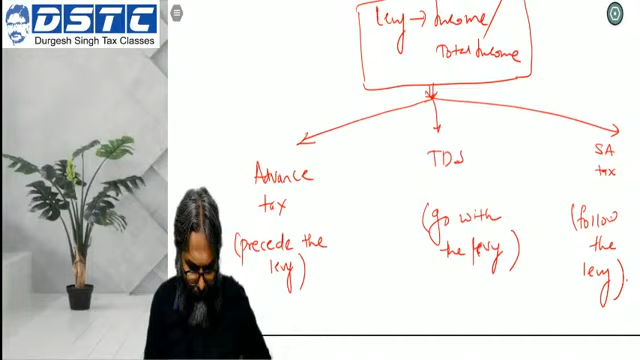 DSTC
Durgesh Singh Tax Classes
levy → Income /
Total Income
Advance
tax
(precede the
levy)
TDS
(go with
the levy)
SA
tax
(follow
the
levy).